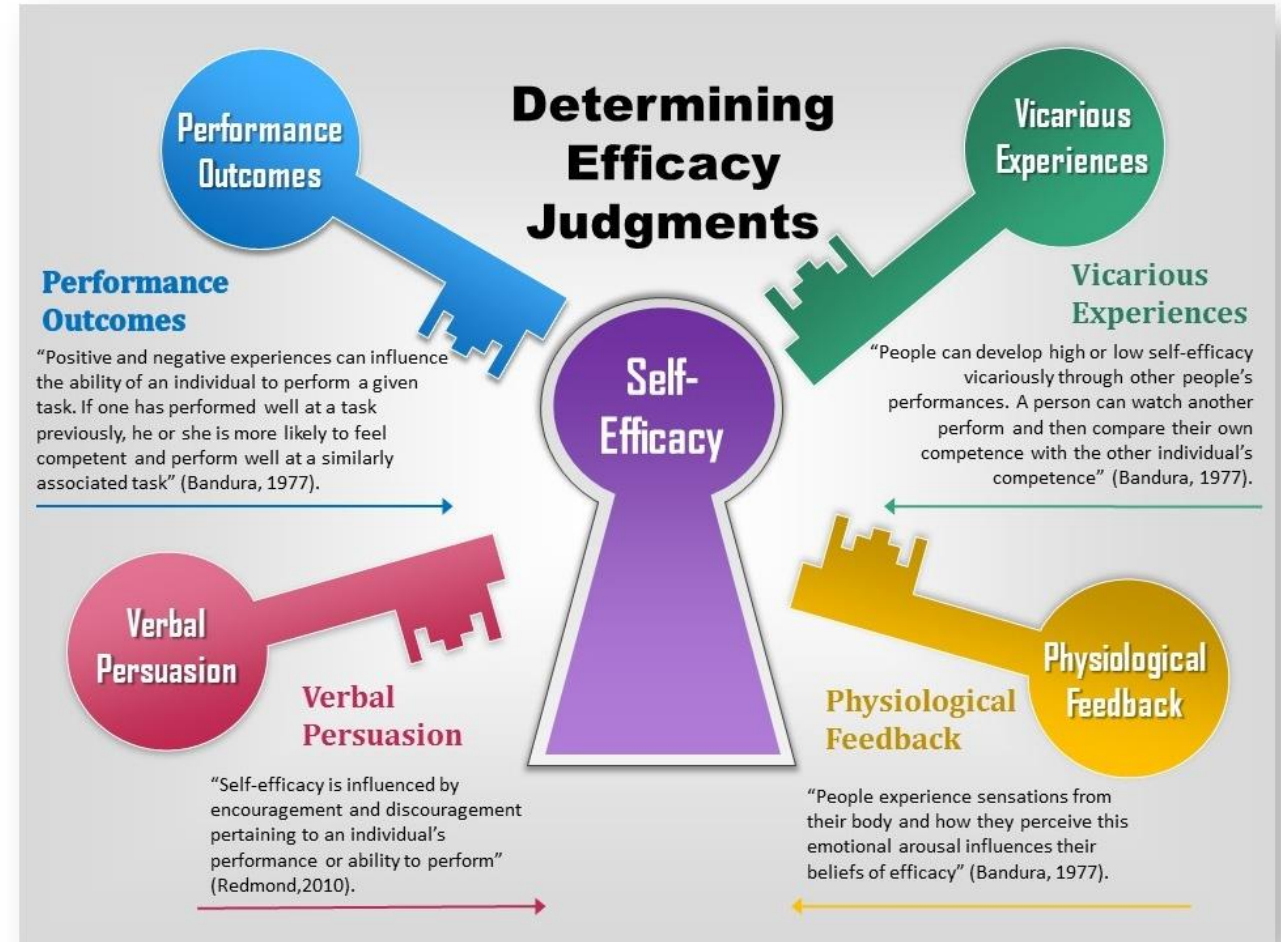 Determining
Efficacy
Judgments
Performance
Outcomes
Vicarious
Experiences
Performance
Outcomes
“Positive and negative experiences can influence
the ability of an individual to perform a given
task. If one has performed well at a task
previously, he or she is more likely to feel
competent and perform well at a similarly
associated task” (Bandura, 1977).
Self-
Efficacy
Vicarious
Experiences
“People can develop high or low self-efficacy
vicariously through other people’s
performances. A person can watch another
perform and then compare their own
competence with the other individual’s
competence” (Bandura, 1977).
Verbal
Persuasion
Verbal
Persuasion
“Self-efficacy is influenced by
encouragement and discouragement
pertaining to an individual’s
performance or ability to perform”
(Redmond,2010).
Physiological
Feedback
Physiological
Feedback
“People experience sensations from
their body and how they perceive this
emotional arousal influences their
beliefs of efficacy” (Bandura, 1977).